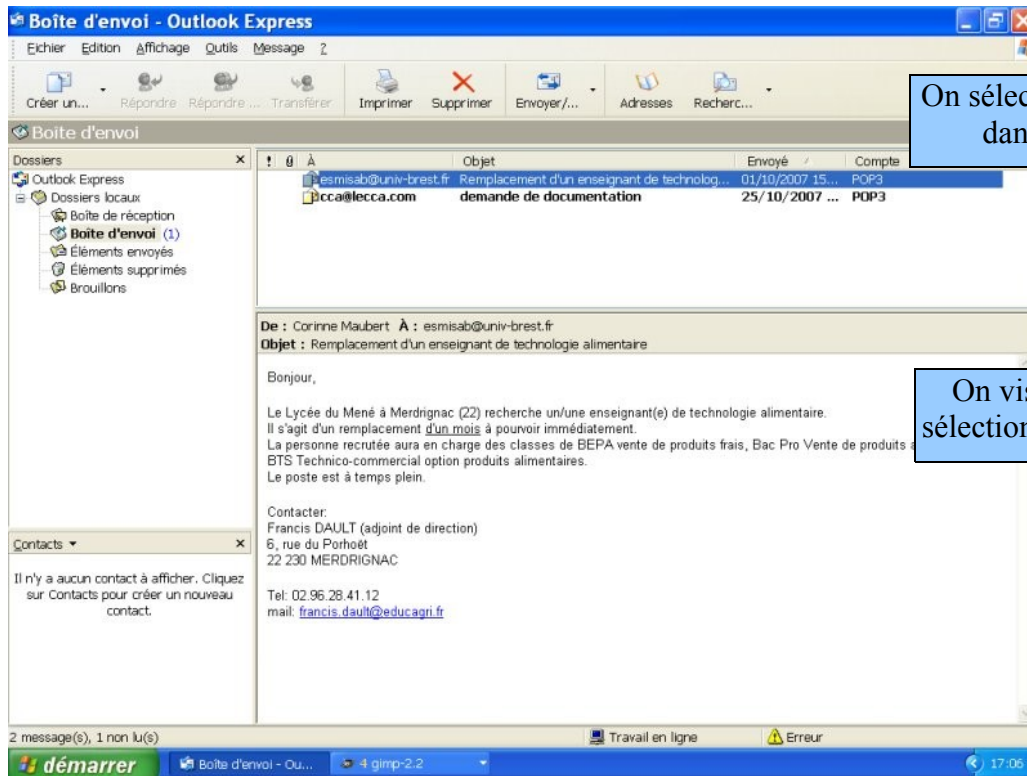 Boîte d'envoi - Outlook Express
Fichier Edition Affichage Outils Message ?
Créer un... Répondre Répondre ... Transférer Imprimer Supprimer Envoyer/... Adresses Recherc...
On sélec
dan
Boîte d'envoi
Dossiers
Outlook Express
Dossiers locaux
Boîte de réception
Boîte d'envoi (1)
Éléments envoyés
Éléments supprimés
Brouillons
! À Objet Envoyé Compte
esmisab@univ-brest.fr Remplacement d'un enseignant de technolog... 01/10/2007 15... POP3
cca@lecca.com demande de documentation 25/10/2007 ... POP3
De : Corinne Maubert À : esmisab@univ-brest.fr
Objet : Remplacement d'un enseignant de technologie alimentaire
Bonjour,
Le Lycée du Mené à Merdrignac (22) recherche un/une enseignant(e) de technologie alimentaire.
Il s'agit d'un remplacement d'un mois à pourvoir immédiatement.
La personne recrutée aura en charge des classes de BEPA vente de produits frais, Bac Pro Vente de produits a
BTS Technico-commercial option produits alimentaires.
Le poste est à temps plein.
On vis
sélection
Contacter:
Francis DAULT (adjoint de direction)
6, rue du Porhoët
22 230 MERDRIGNAC
Tel: 02.96.28.41.12
mail: francis.dault@educagri.fr
Contacts
Il n'y a aucun contact à afficher. Cliquez
sur Contacts pour créer un nouveau
contact.
2 message(s), 1 non lu(s) Travail en ligne Erreur
démarrer Boîte d'envoi - Ou... 4 gimp-2.2 17:06